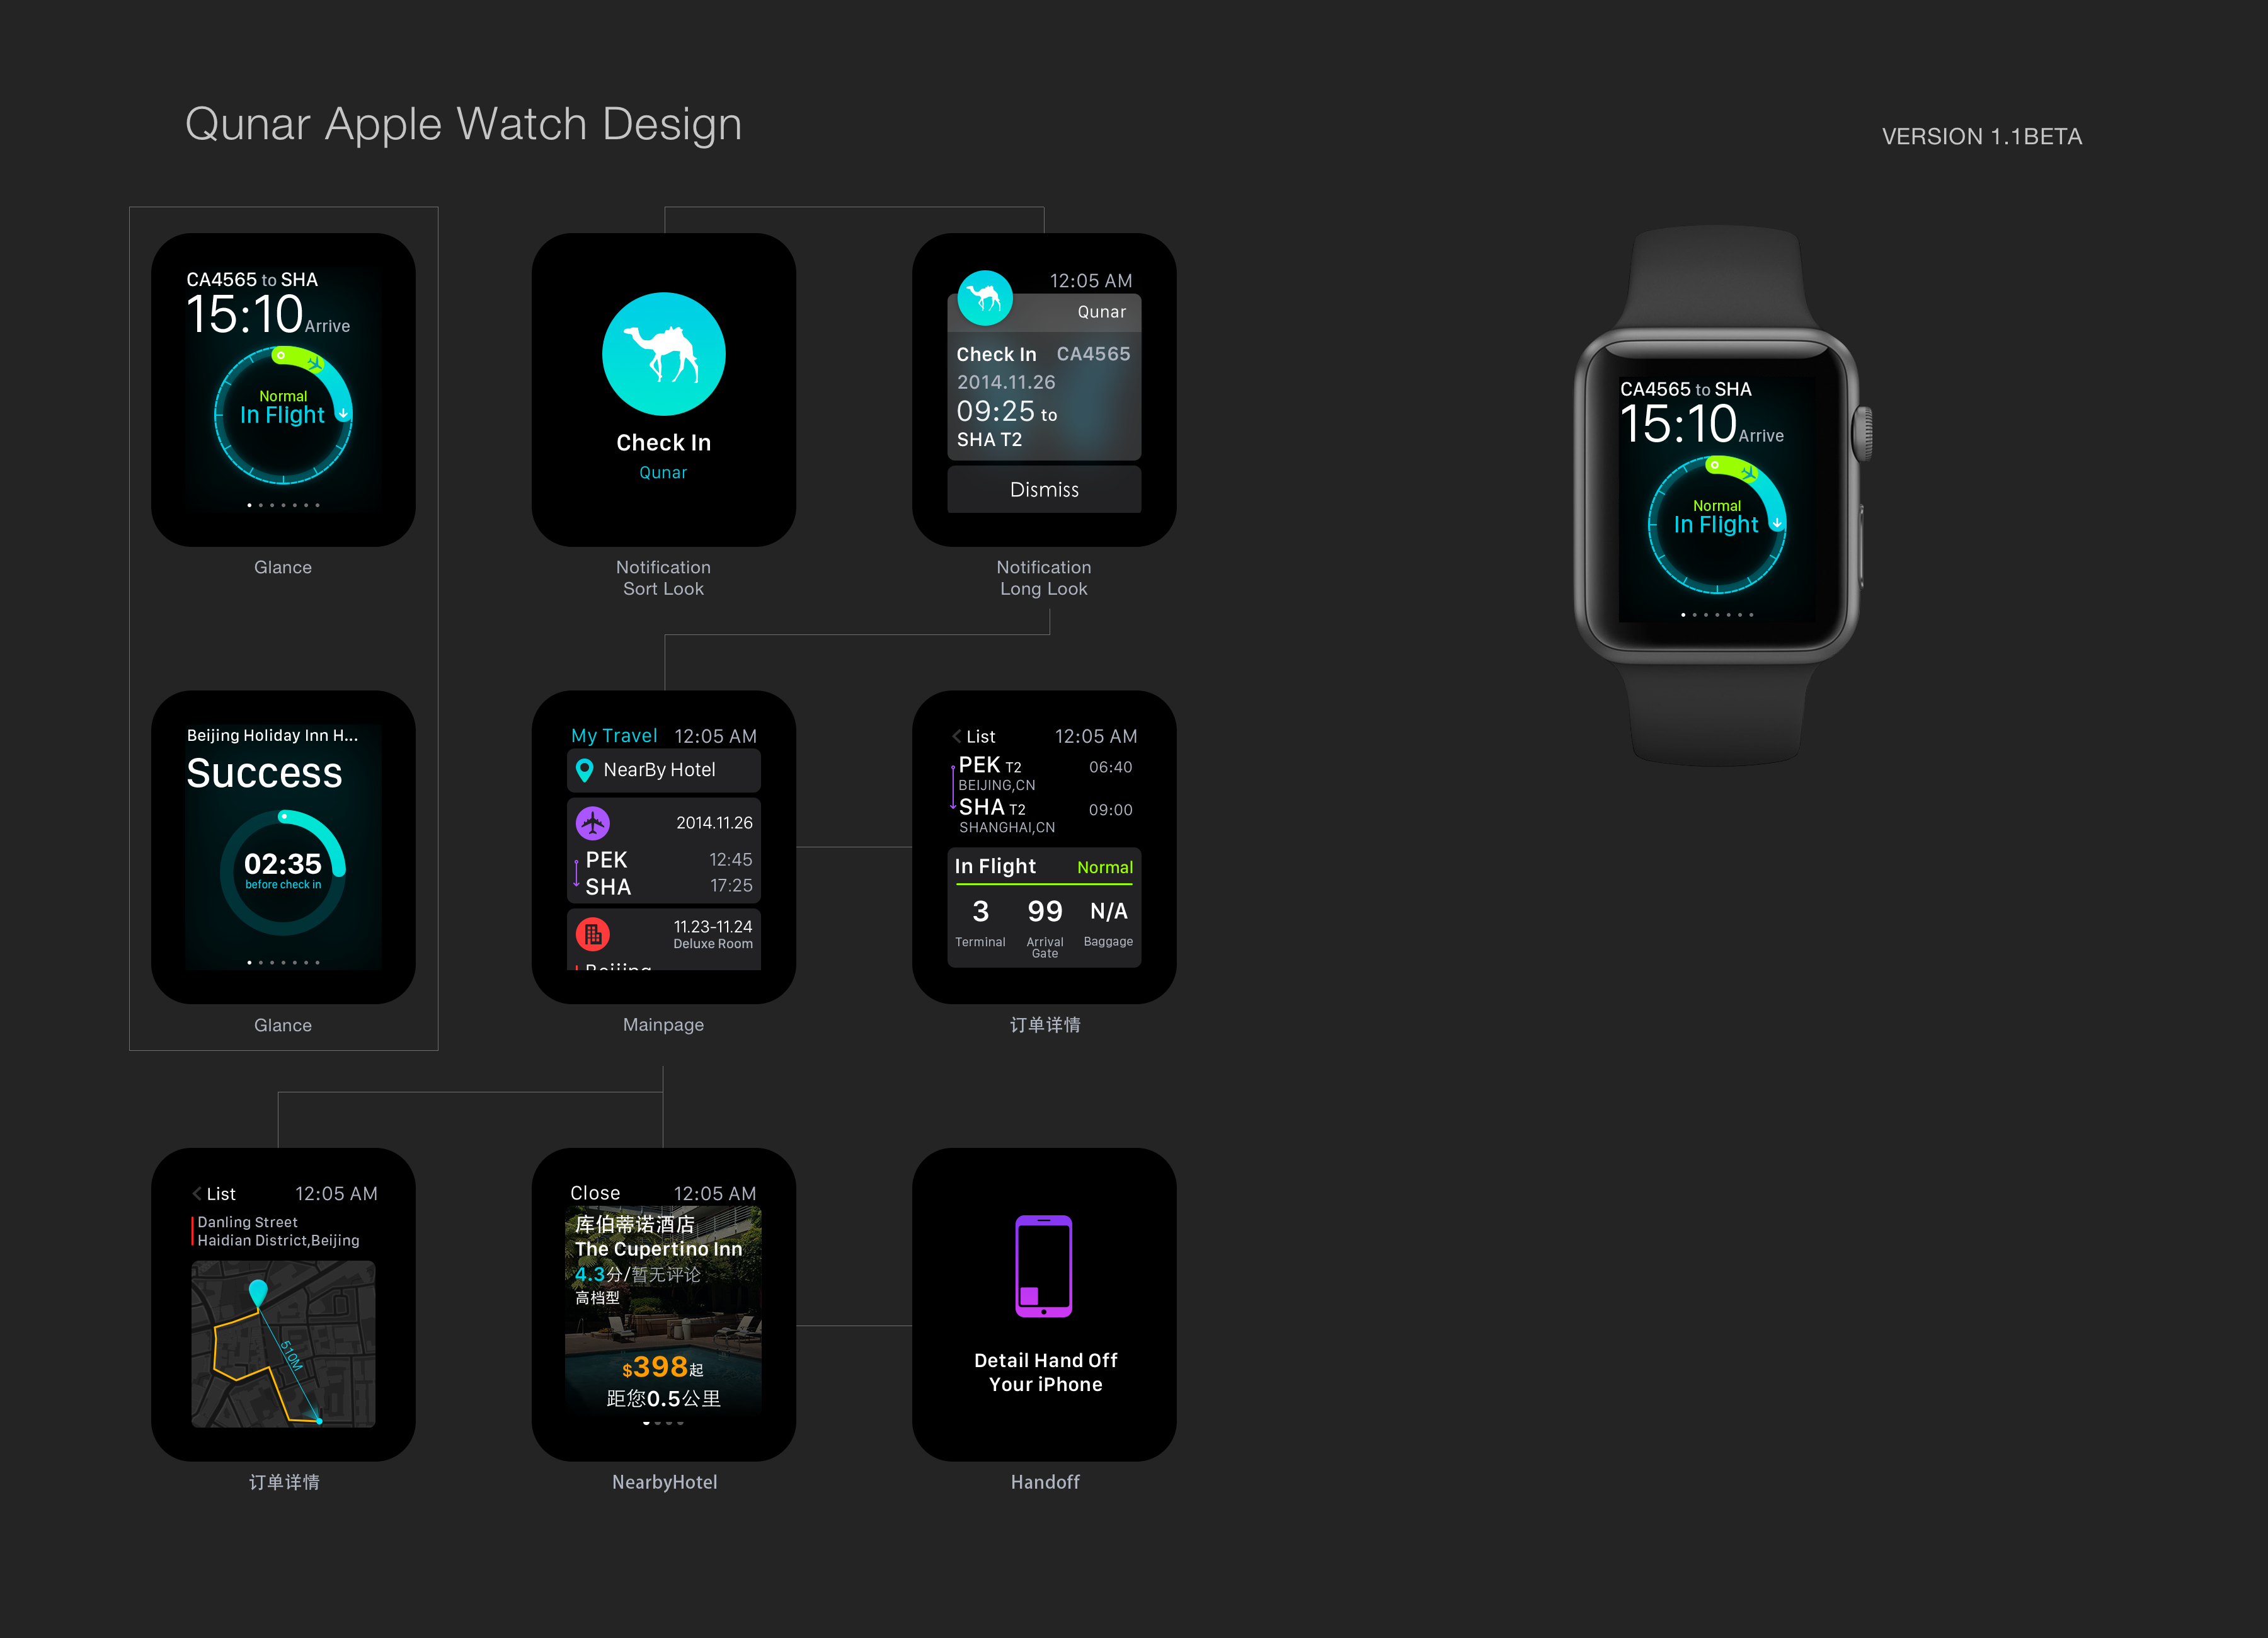 Qunar Apple Watch Design
VERSION 1.1BETA
CA4565 to SHA
15:10 Arrive
Normal
In Flight
Glance
Check In
Qunar
Notification
Sort Look
12:05 AM
Qunar
Check In CA4565
2014.11.26
09:25 to
SHA T2
Dismiss
Notification
Long Look
CA4565 to SHA
15:10 Arrive
Normal
In Flight
Beijing Holiday Inn H...
Success
02:35
before check in
Glance
My Travel 12:05 AM
NearBy Hotel
2014.11.26
PEK 12:45
SHA 17:25
11.23-11.24
Deluxe Room
Beijing
Mainpage
List 12:05 AM
PEK T2 06:40
BEIJING,CN
SHA T2 09:00
SHANGHAI,CN
In Flight Normal
3 99 N/A
Terminal Arrival Baggage
Gate
订单详情
List 12:05 AM
Danling Street
Haidian District,Beijing
510M
订单详情
Close 12:05 AM
库伯蒂诺酒店
The Cupertino Inn
4.3分/暂无评论
高档型
$398起
距您0.5公里
NearbyHotel
Detail Hand Off
Your iPhone
Handoff